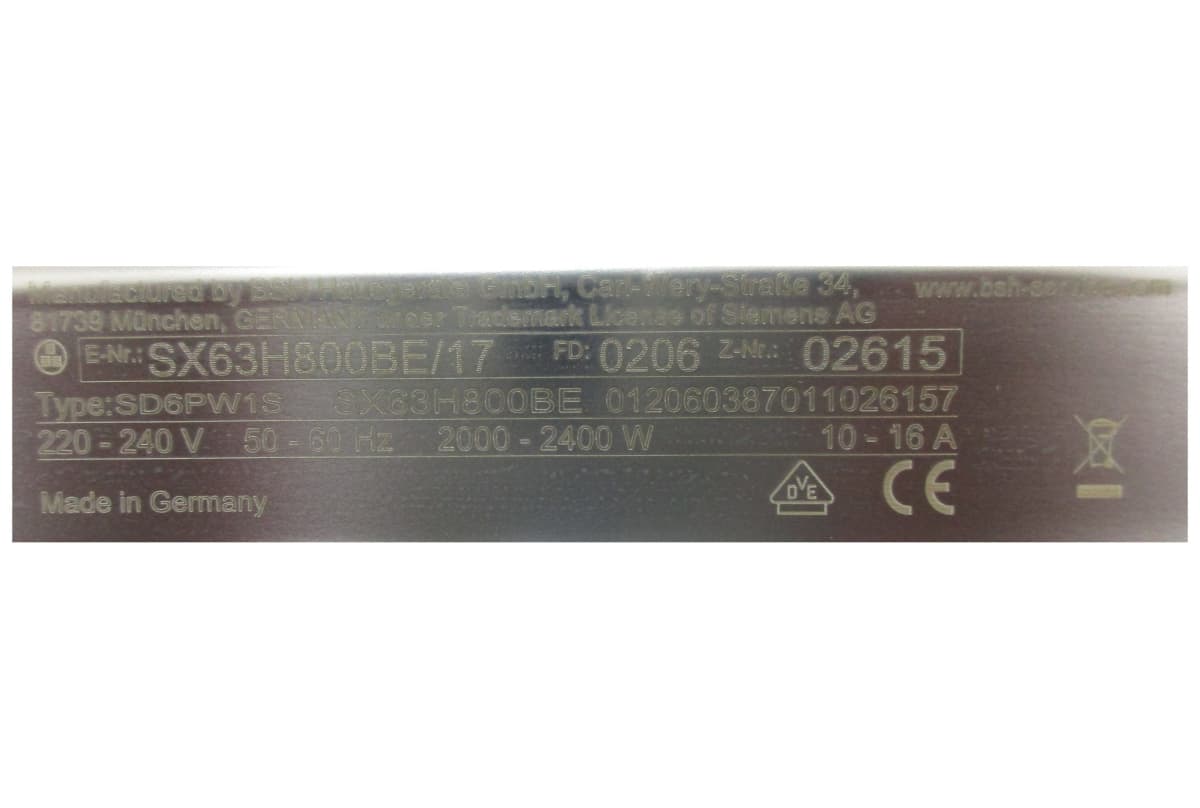 Manufactured by BSH Hausgeräte GmbH, Carl-Wery-Straße 34,
www.bsh-
81739 München, GERMANY under Trademark License of Siemens AG
E-Nr.: SX63H800BE/17 FD: 0206 Z-Nr.: 02615
Type:SD6PW1S SX63H800BE 012060387011026157
220 - 240 V 50 - 60 Hz 2000 - 2400 W 10 - 16 A
Made in Germany
DVE CE